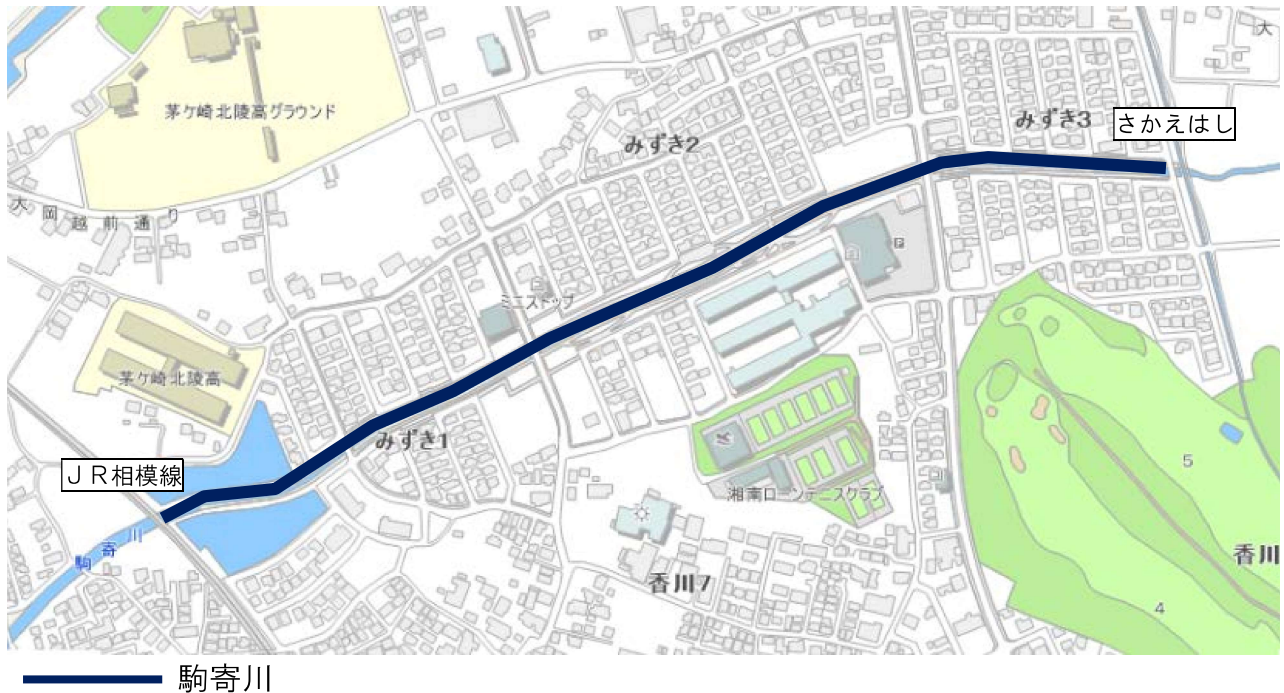 大
茅ケ崎北陵高グラウンド
みずき3
さかえはし
みずき2
大岡越前通り
P
ミニストップ
茅ケ崎北陵高
みずき1
JR相模線
5
湘南ローンテニスクラブ
駒寄川
香川7
香川
4
駒寄川